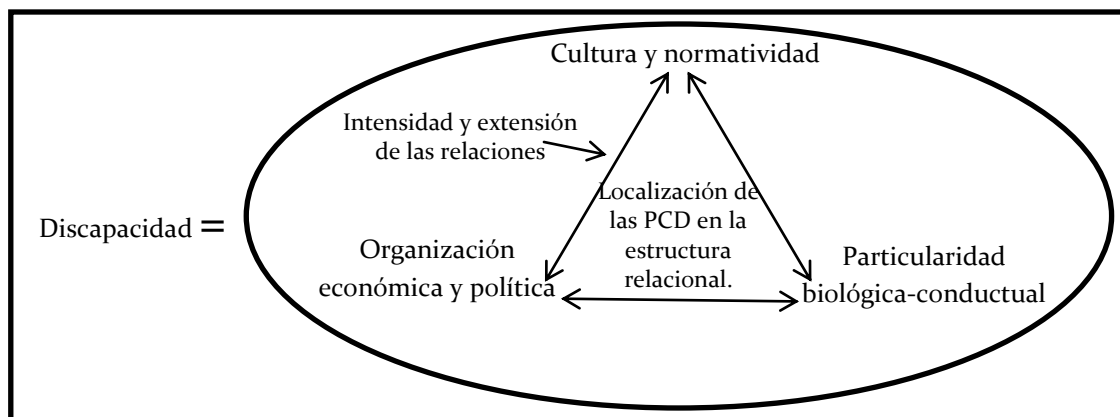 Cultura y normatividad
Intensidad y extensión
de las relaciones
Discapacidad =
Localización de
las PCD en la
estructura
relacional.
Organización
económica y política
Particularidad
biológica-conductual